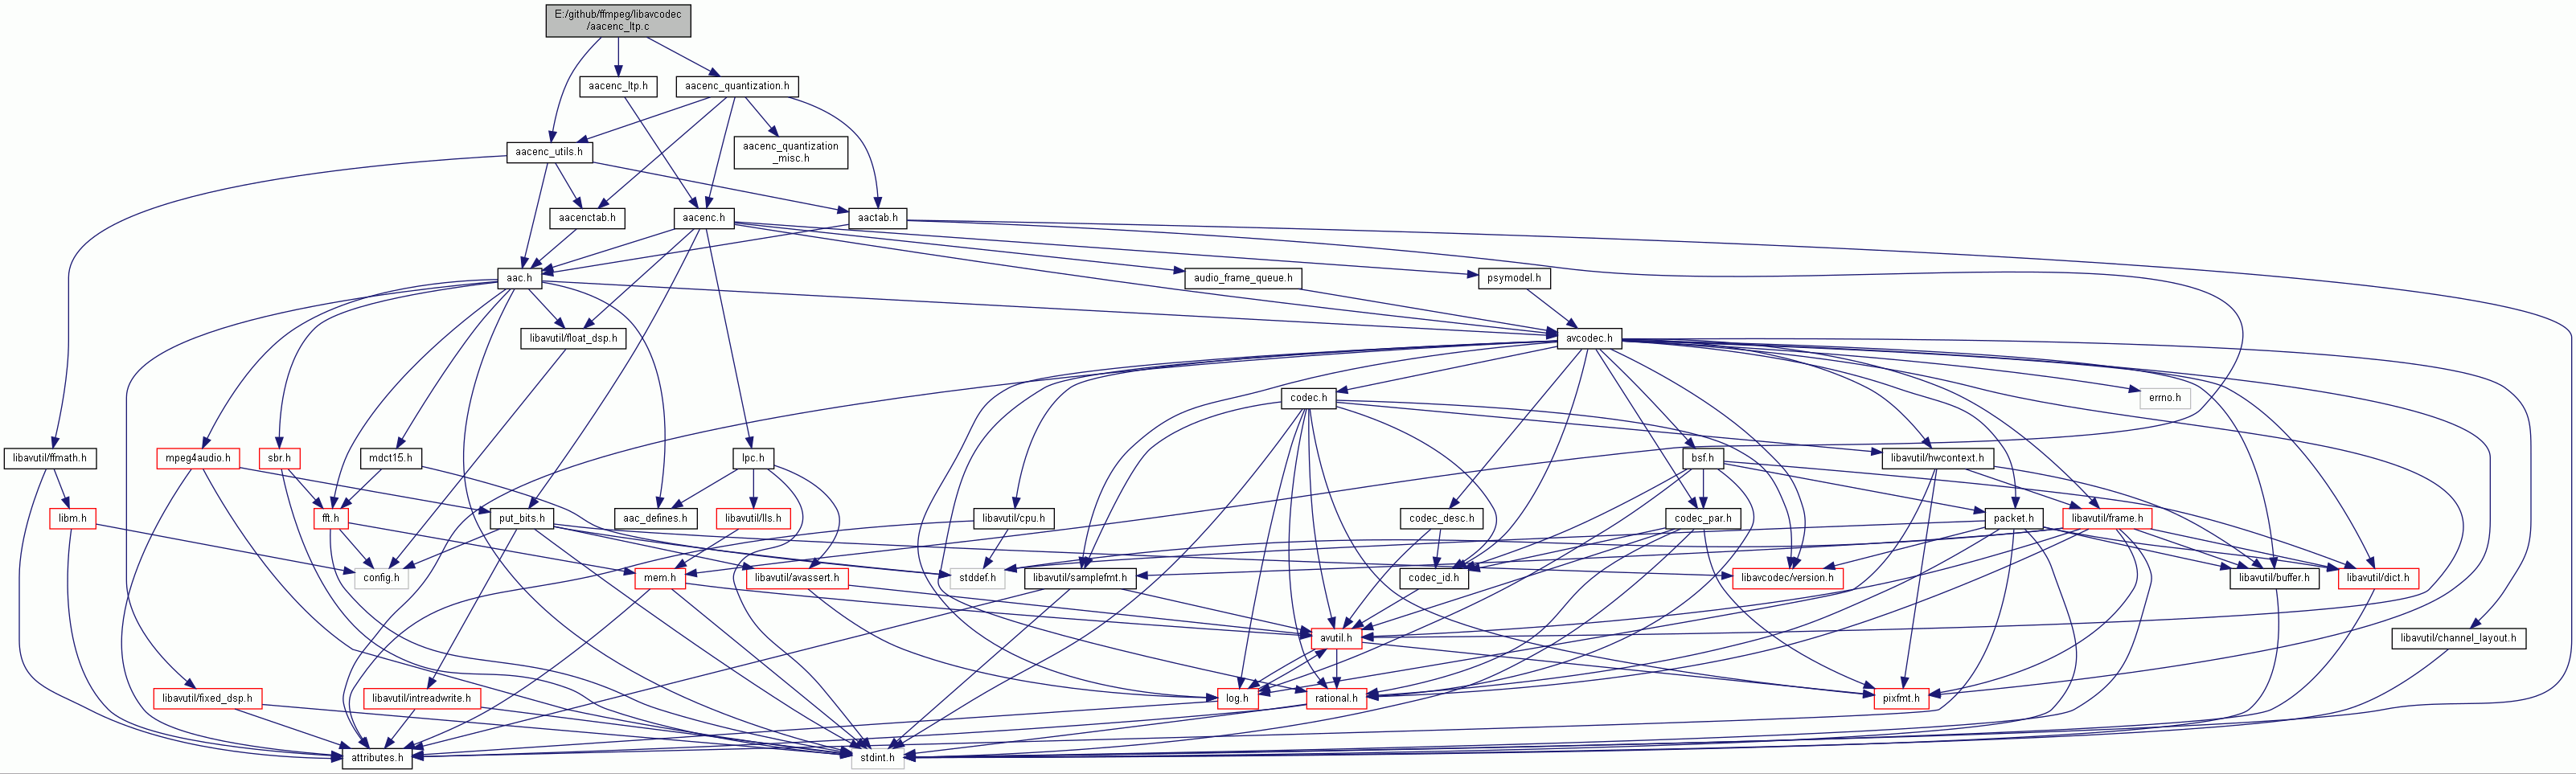 E:/github/ffmpeg/libavcodec
/aacenc_ltp.c
aacenc_ltp.h
aacenc_quantization.h
aacenc_utils.h
aacenc_quantization
_misc.h
aacenctab.h
aacenc.h
aactab.h
aac.h
audio_frame_queue.h
psymodel.h
libavutil/float_dsp.h
avcodec.h
codec.h
errno.h
libavutil/ffmath.h
mpeg4audio.h
sbr.h
mdct15.h
lpc.h
bsf.h
libavutil/hwcontext.h
libm.h
fft.h
put_bits.h
aac_defines.h
libavutil/lls.h
libavutil/cpu.h
codec_desc.h
codec_par.h
packet.h
libavutil/frame.h
config.h
mem.h
libavutil/avassert.h
stddef.h
libavutil/samplefmt.h
codec_id.h
libavcodec/version.h
libavutil/buffer.h
libavutil/dict.h
avutil.h
libavutil/channel_layout.h
libavutil/fixed_dsp.h
libavutil/intreadwrite.h
log.h
rational.h
pixfmt.h
attributes.h
stdint.h